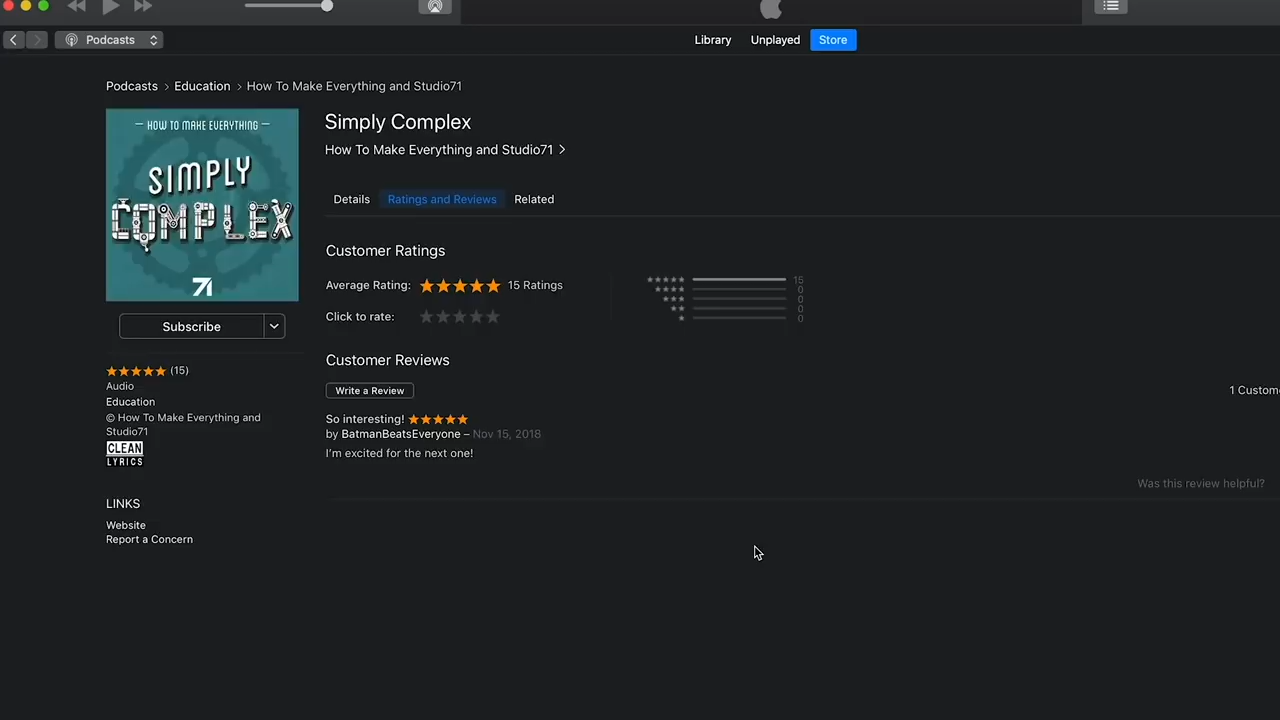 Podcasts
Library
Unplayed
Store
Podcasts > Education > How To Make Everything and Studio71
— HOW TO MAKE EVERYTHING —
SIMPLY
COMPLEX
71
Simply Complex
How To Make Everything and Studio71 >
Details
Ratings and Reviews
Related
Customer Ratings
Average Rating: ★★★★★ 15 Ratings
★★★★★ 15
★★★★ 0
★★★ 0
★★ 0
★ 0
Click to rate: ★★★★★
Subscribe
★★★★★ (15)
Audio
Education
© How To Make Everything and
Studio71
CLEAN
LYRICS
LINKS
Website
Report a Concern
Customer Reviews
Write a Review
1 Custom
So interesting! ★★★★★
by BatmanBeatsEveryone – Nov 15, 2018
I'm excited for the next one!
Was this review helpful?